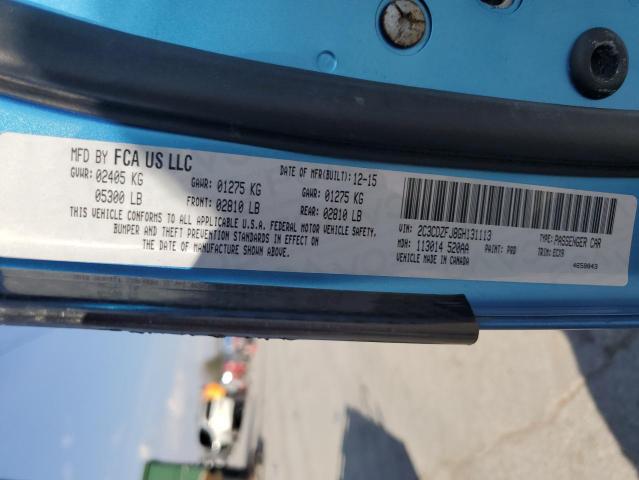 MFD BY FCA US LLC
DATE OF MFR(BUILT): 12-15
GVWR: 02405 KG
GAWR: 01275 KG
GAWR: 01275 KG
05300 LB
FRONT: 02810 LB
REAR: 02810 LB
THIS VEHICLE CONFORMS TO ALL APPLICABLE U.S.A. FEDERAL MOTOR VEHICLE SAFETY,
BUMPER AND THEFT PREVENTION STANDARDS IN EFFECT ON
THE DATE OF MANUFACTURE SHOWN ABOVE.
VIN: 2C3CDZFJ8GH131113
TYPE: PASSENGER CAR
MDH: 113014 520AA
PAINT: PQD
TRIM: ECX9
VEHICLE MADE IN CANADA